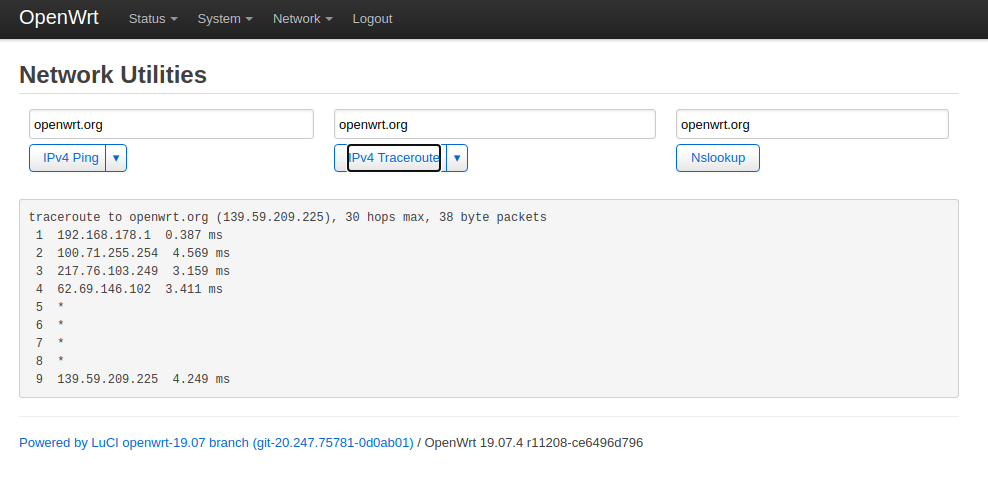 OpenWrt Status System Network Logout
Network Utilities
openwrt.org openwrt.org openwrt.org
IPv4 Ping ▾ IPv4 Traceroute ▾ Nslookup
traceroute to openwrt.org (139.59.209.225), 30 hops max, 38 byte packets
1 192.168.178.1 0.387 ms
2 100.71.255.254 4.569 ms
3 217.76.103.249 3.159 ms
4 62.69.146.102 3.411 ms
5 *
6 *
7 *
8 *
9 139.59.209.225 4.249 ms
Powered by LuCI openwrt-19.07 branch (git-20.247.75781-0d0ab01) / OpenWrt 19.07.4 r11208-ce6496d796